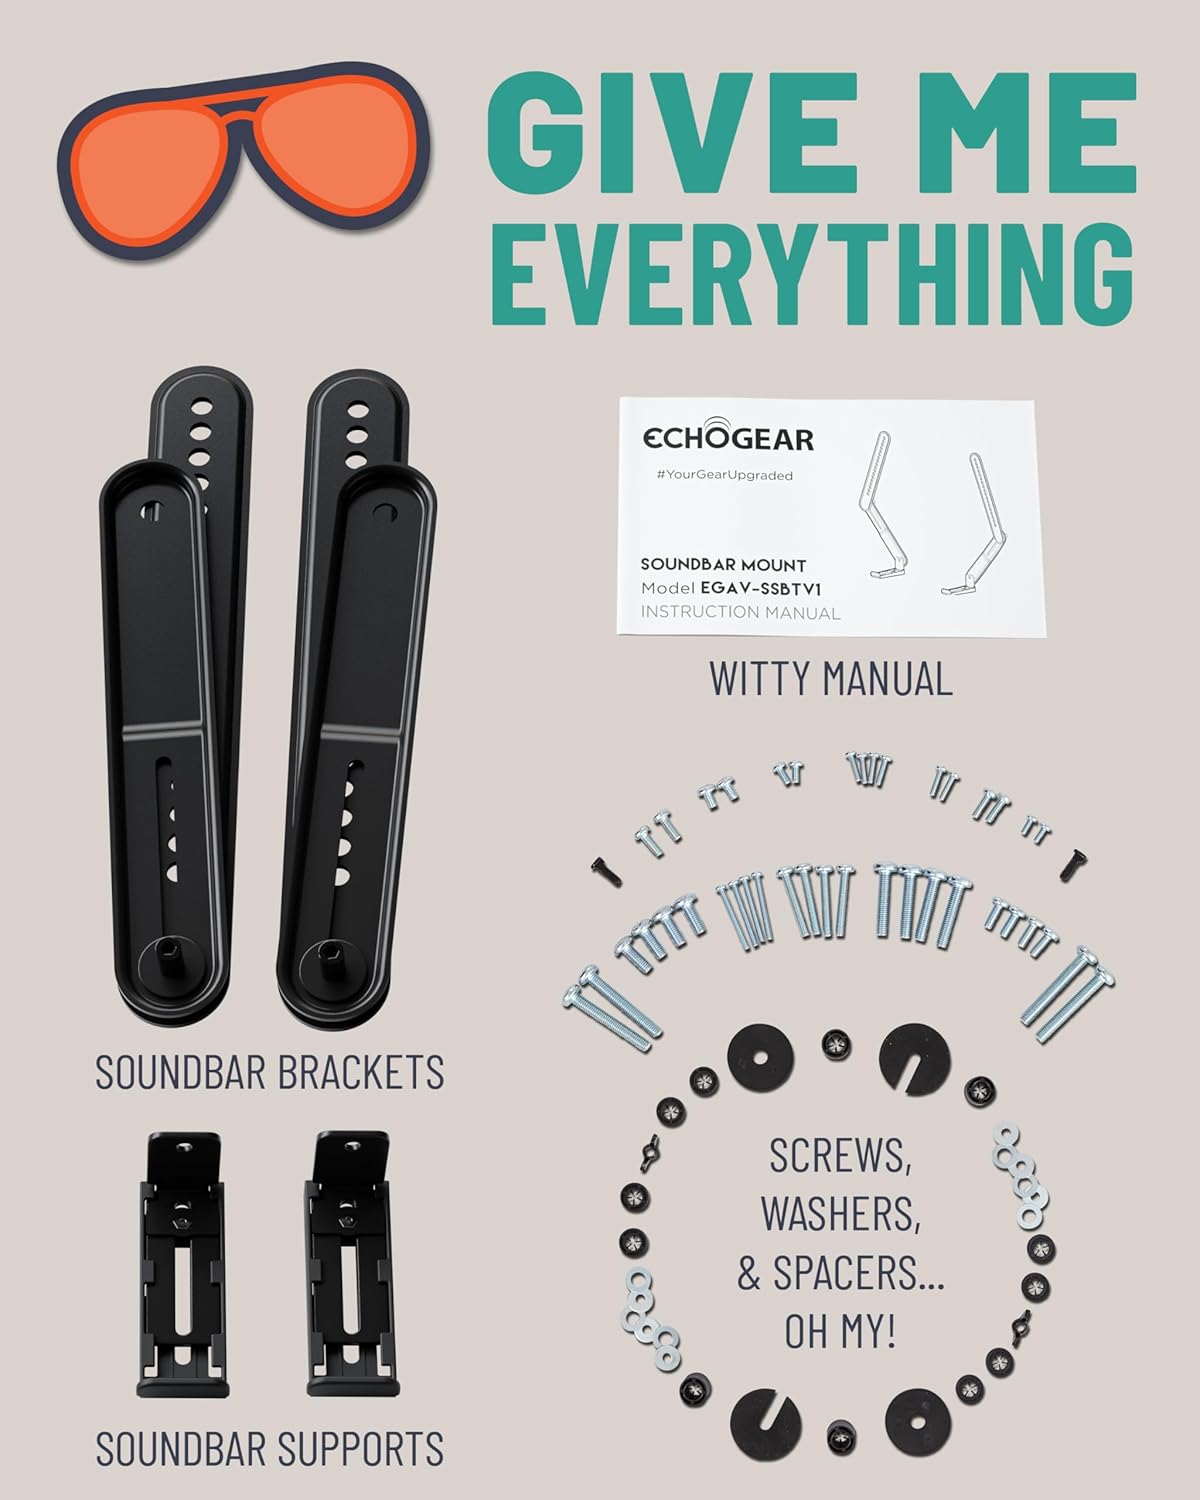 GIVE ME
EVERYTHING
ECHOGEAR
#YourGearUpgraded
SOUNDBAR MOUNT
Model EGAV-SSBTV1
INSTRUCTION MANUAL
WITTY MANUAL
SOUNDBAR BRACKETS
SCREWS,
WASHERS,
& SPACERS...
OH MY!
SOUNDBAR SUPPORTS